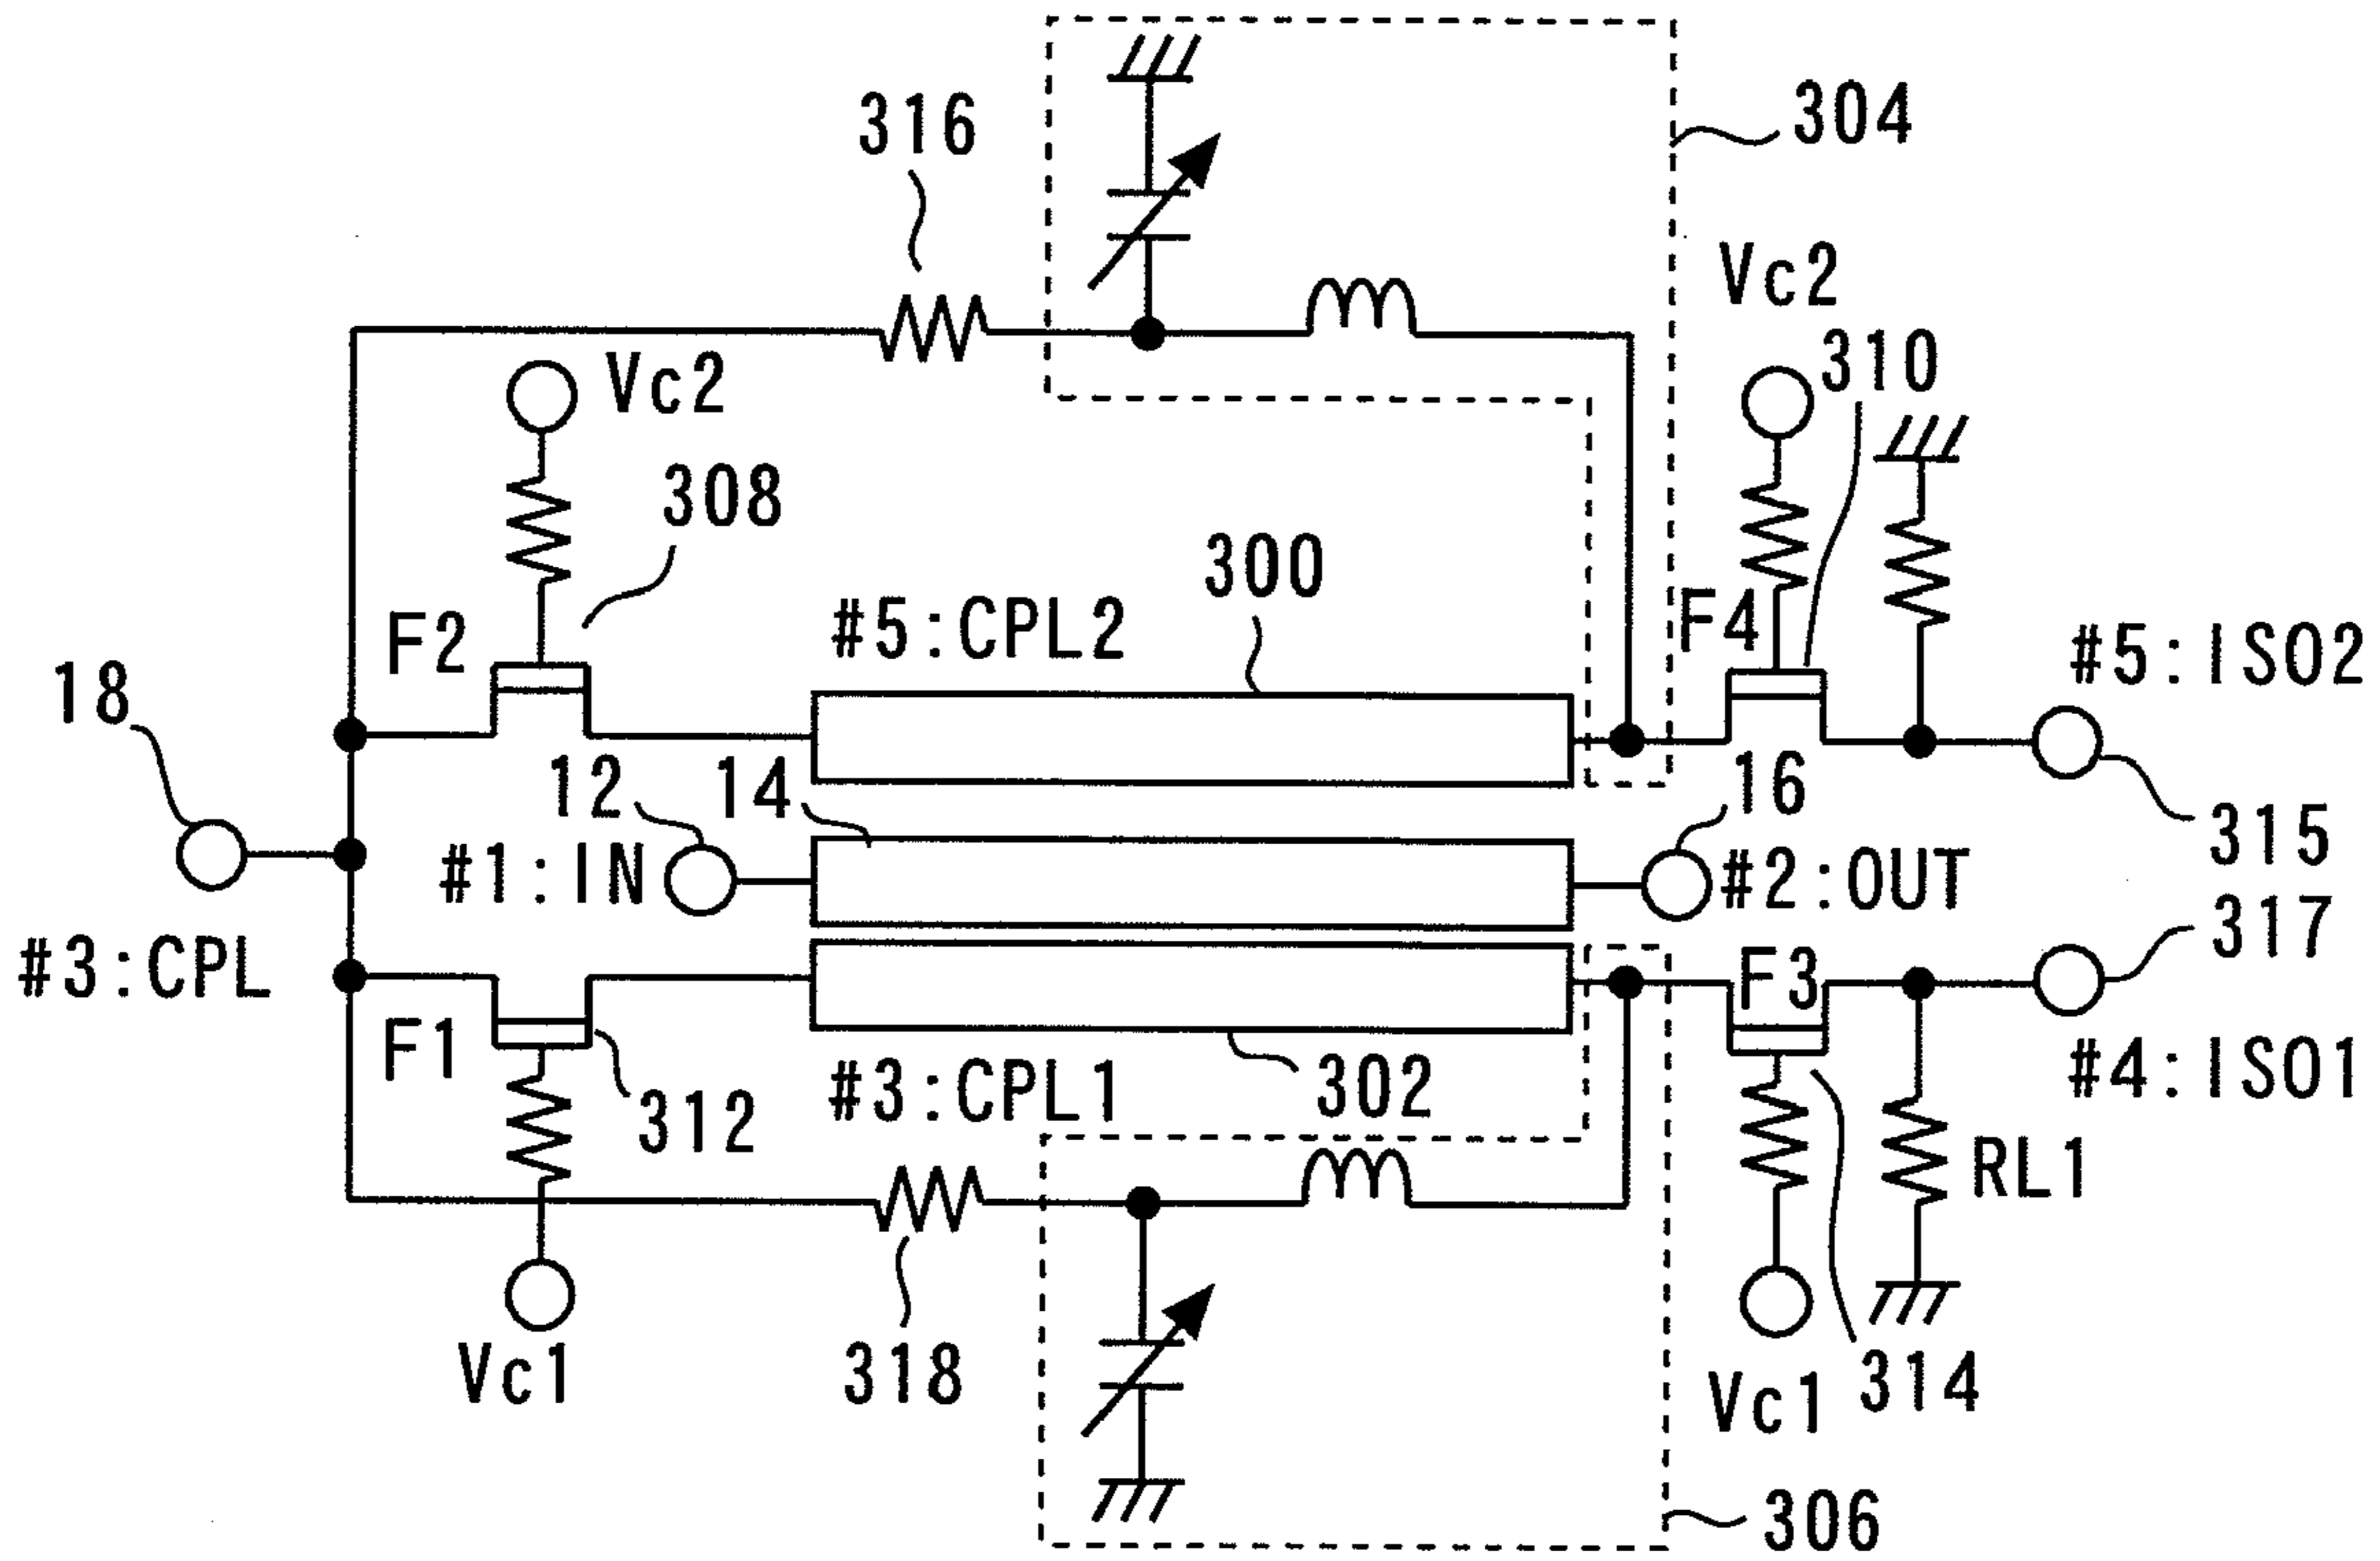 304
316
Vc2
310
Vc2
308
300
F4
#5:CPL2
F2
#5:ISO2
18
12
14
16
315
#1:IN
#2:OUT
317
#3:CPL
F3
F1
#3:CPL1
302
#4:ISO1
312
RL1
318
Vc1
Vc1
314
306